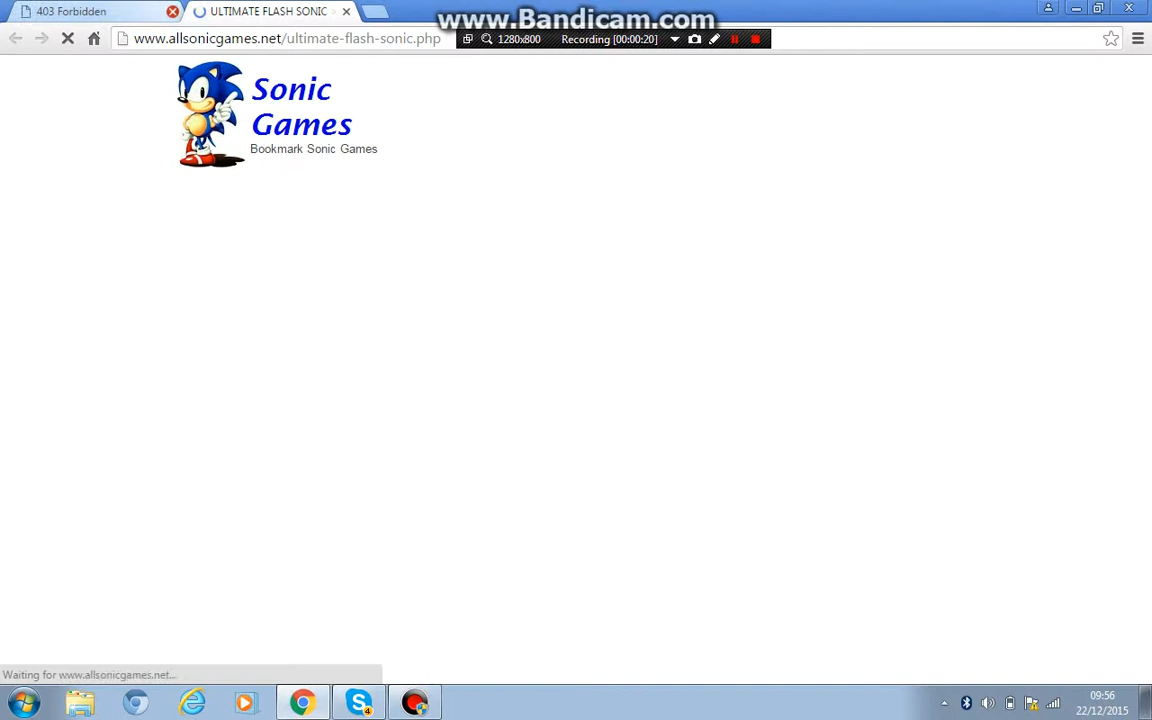 403 Forbidden
ULTIMATE FLASH SONIC
www.Bandicam.com
www.allsonicgames.net/ultimate-flash-sonic.php
1280x800
Recording [00:00:20]
Sonic
Games
Bookmark Sonic Games
Waiting for www.allsonicgames.net...
4
09:56
22/12/2015